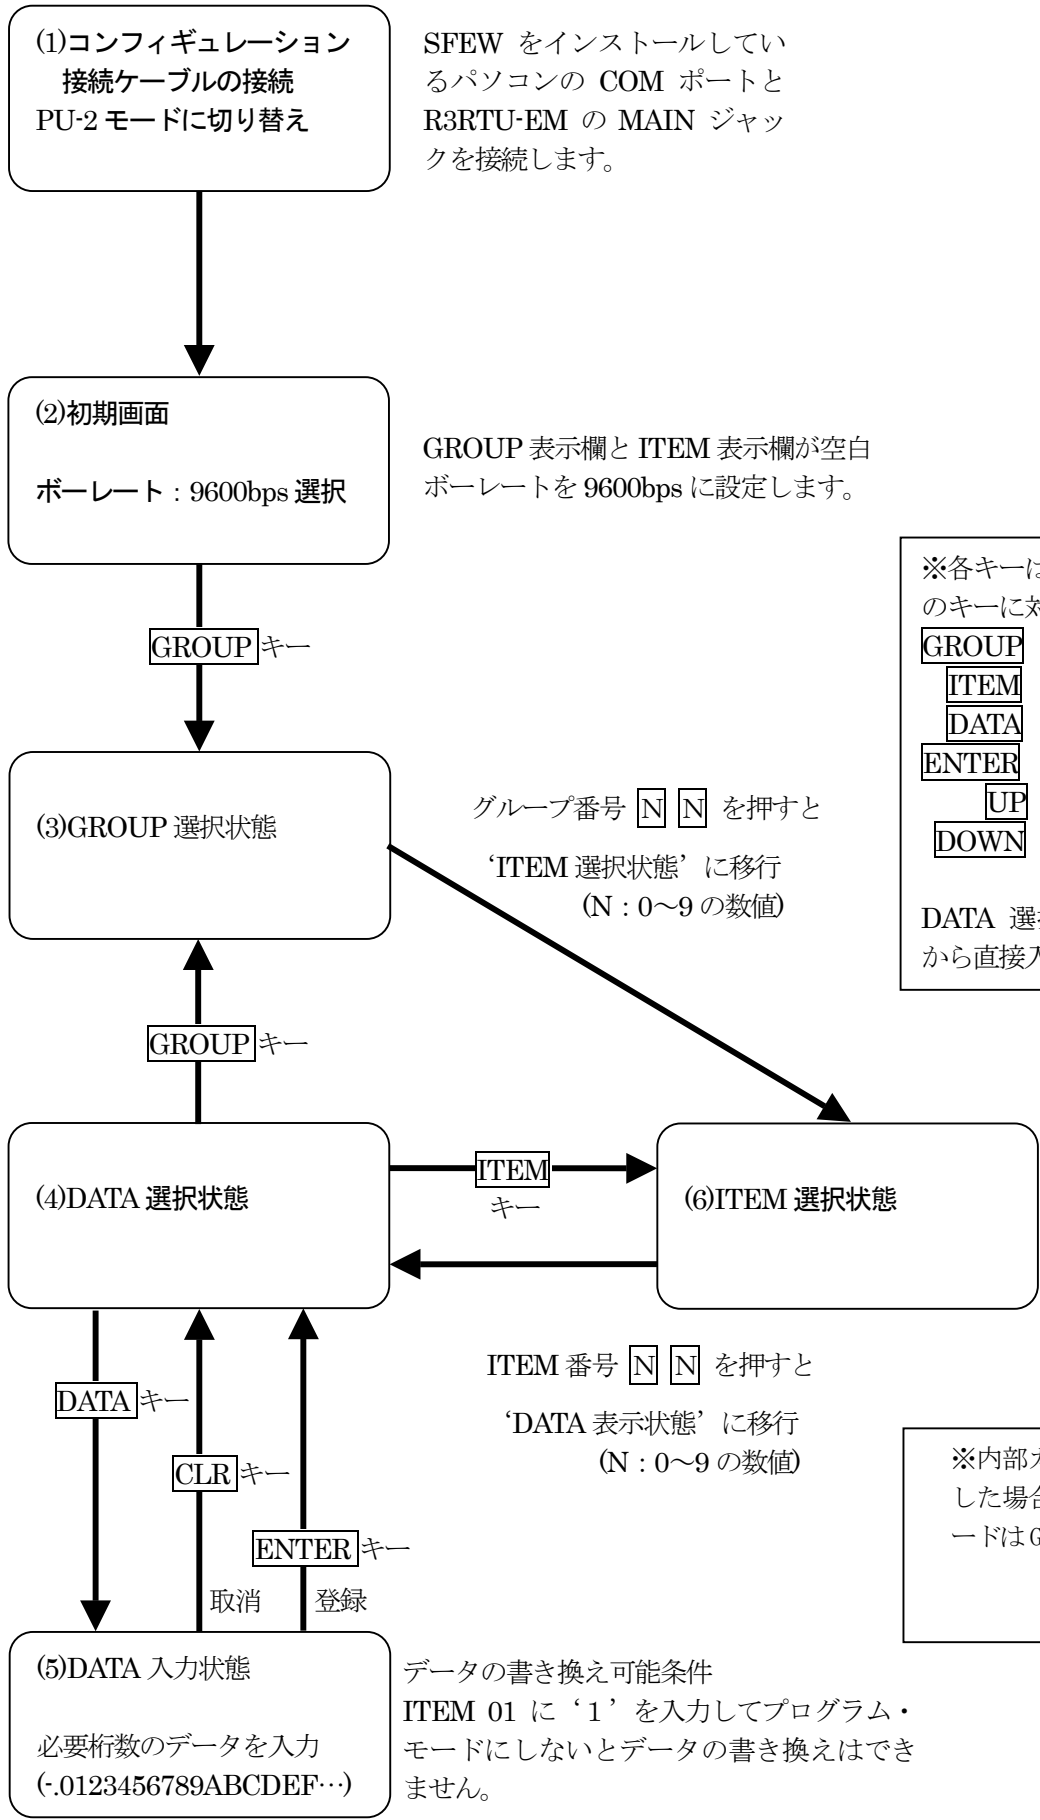 (1)コンフィギュレーション
接続ケーブルの接続
PU-2 モードに切り替え
SFEW をインストールしてい
るパソコンの COM ポートと
R3RTU-EM の MAIN ジャッ
クを接続します。
(2)初期画面
ボーレート：9600bps 選択
GROUP 表示欄と ITEM 表示欄が空白
ボーレートを 9600bps に設定します。
GROUP キー
※各キーは
のキーに対
GROUP
ITEM
DATA
ENTER
UP
DOWN
DATA 選
から直接入
(3)GROUP 選択状態
グループ番号 N N を押すと
‘ITEM 選択状態’に移行
(N：0～9 の数値)
GROUP キー
(4)DATA 選択状態
ITEM
キー
(6)ITEM 選択状態
ITEM 番号 N N を押すと
‘DATA 表示状態’に移行
(N：0～9 の数値)
DATA キー
CLR キー
ENTER キー
取消
登録
※内部
した場合
ードは G
(5)DATA 入力状態
必要桁数のデータを入力
(-.0123456789ABCDEF…)
データの書き換え可能条件
ITEM 01 に ‘1’を入力してプログラム・
モードにしないとデータの書き換えはでき
ません。